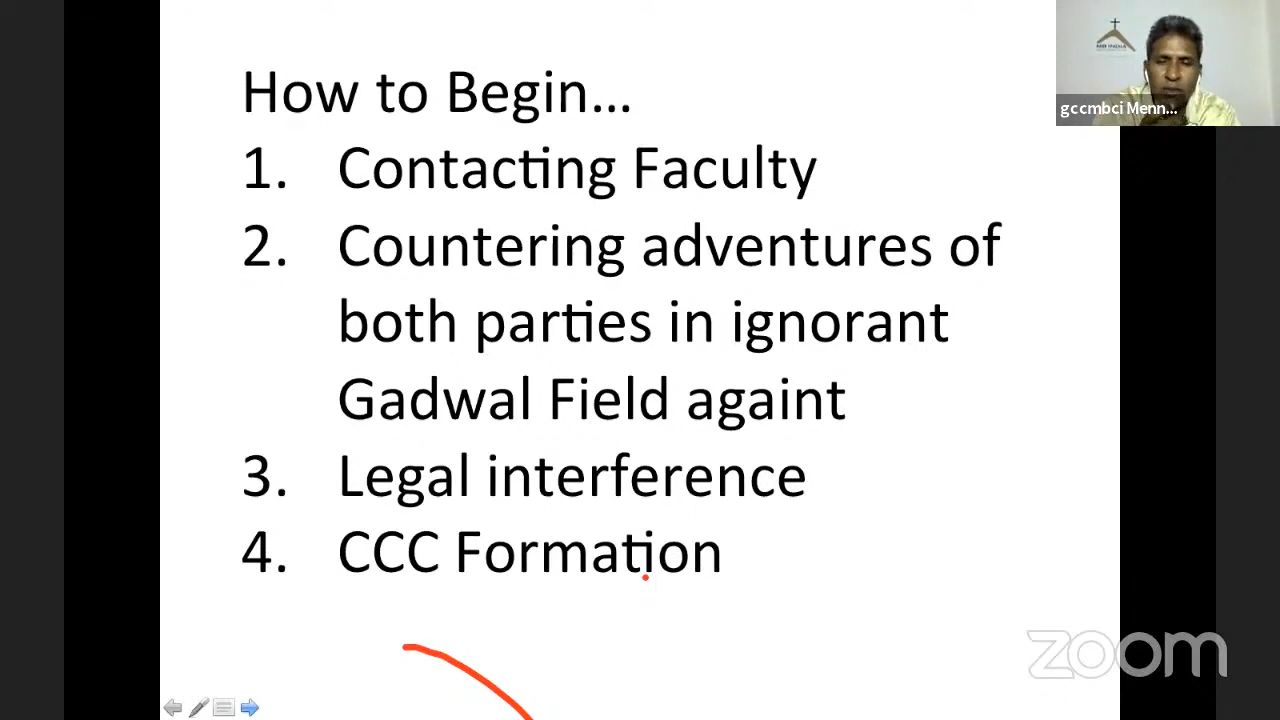 How to Begin...
1. Contacting Faculty
2. Countering adventures of
both parties in ignorant
Gadwal Field againt
3. Legal interference
4. CCC Formation
gccmbci Menn...
zoom